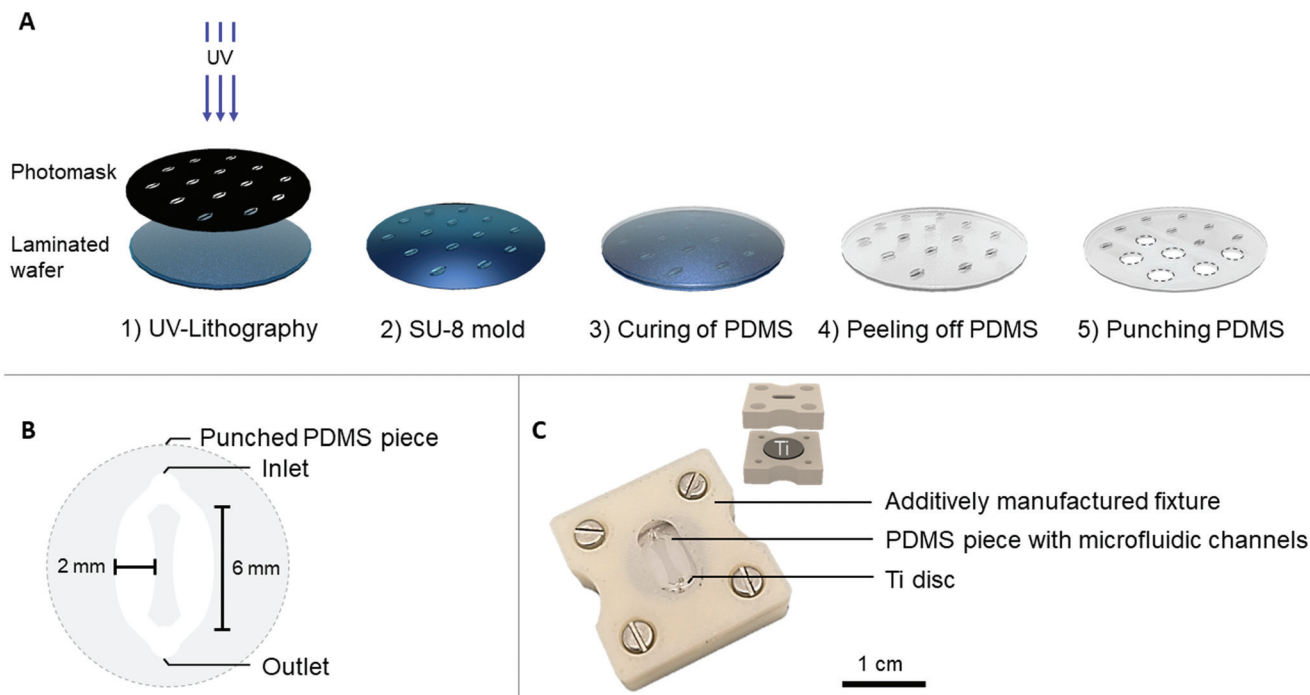 A
UV
Photomask
Laminated
wafer
1) UV-Lithography
2) SU-8 mold
3) Curing of PDMS
4) Peeling off PDMS
5) Punching PDMS
B
Punched PDMS piece
Inlet
2 mm
6 mm
Outlet
C
Ti
Additively manufactured fixture
PDMS piece with microfluidic channels
Ti disc
1 cm